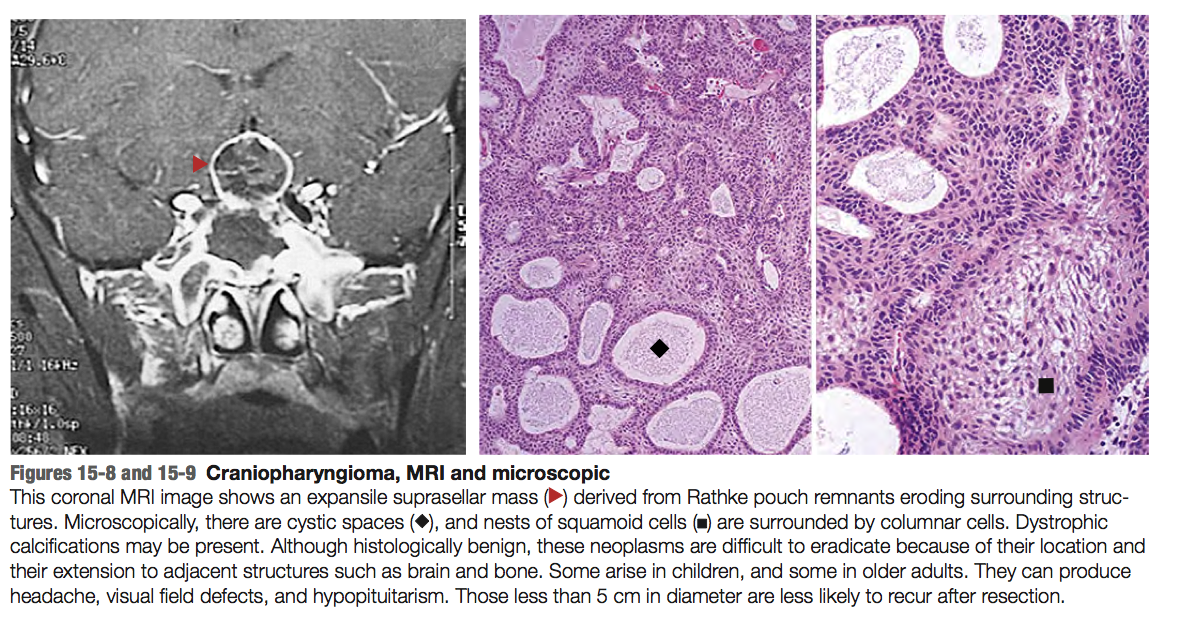 /5
/14
:16x16
Figures 15-8 and 15-9 Craniopharyngioma, MRI and microscopic
This coronal MRI image shows an expansile suprasellar mass (▶) derived from Rathke pouch remnants eroding surrounding struc-
tures. Microscopically, there are cystic spaces (◆), and nests of squamoid cells (■) are surrounded by columnar cells. Dystrophic
calcifications may be present. Although histologically benign, these neoplasms are difficult to eradicate because of their location and
their extension to adjacent structures such as brain and bone. Some arise in children, and some in older adults. They can produce
headache, visual field defects, and hypopituitarism. Those less than 5 cm in diameter are less likely to recur after resection.